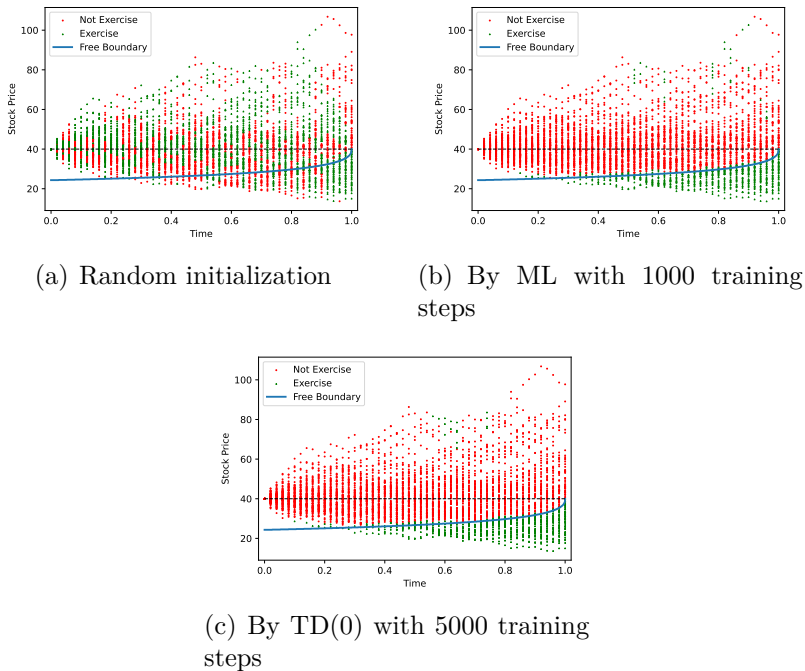 Not Exercise
Exercise
Free Boundary
100
80
60
40
20
Stock Price
0.0 0.2 0.4 0.6 0.8 1.0
Time
(a) Random initialization
Not Exercise
Exercise
Free Boundary
100
80
60
40
20
Stock Price
0.0 0.2 0.4 0.6 0.8 1.0
Time
(b) By ML with 1000 training
steps
Not Exercise
Exercise
Free Boundary
100
80
60
40
20
Stock Price
0.0 0.2 0.4 0.6 0.8 1.0
Time
(c) By TD(0) with 5000 training
steps